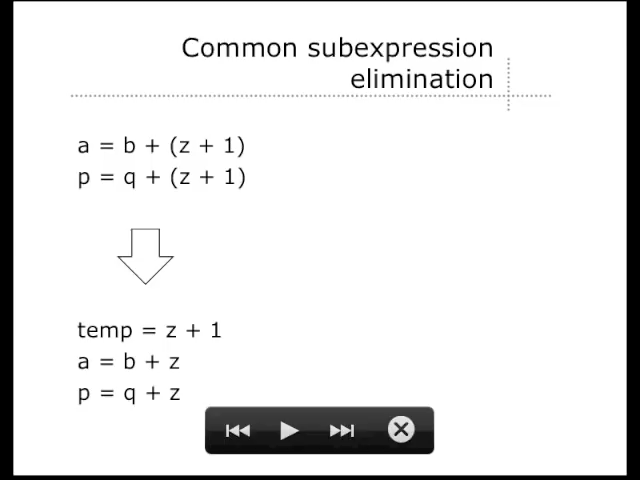 Common subexpression
elimination
a = b + (z + 1)
p = q + (z + 1)
temp = z + 1
a = b + z
p = q + z